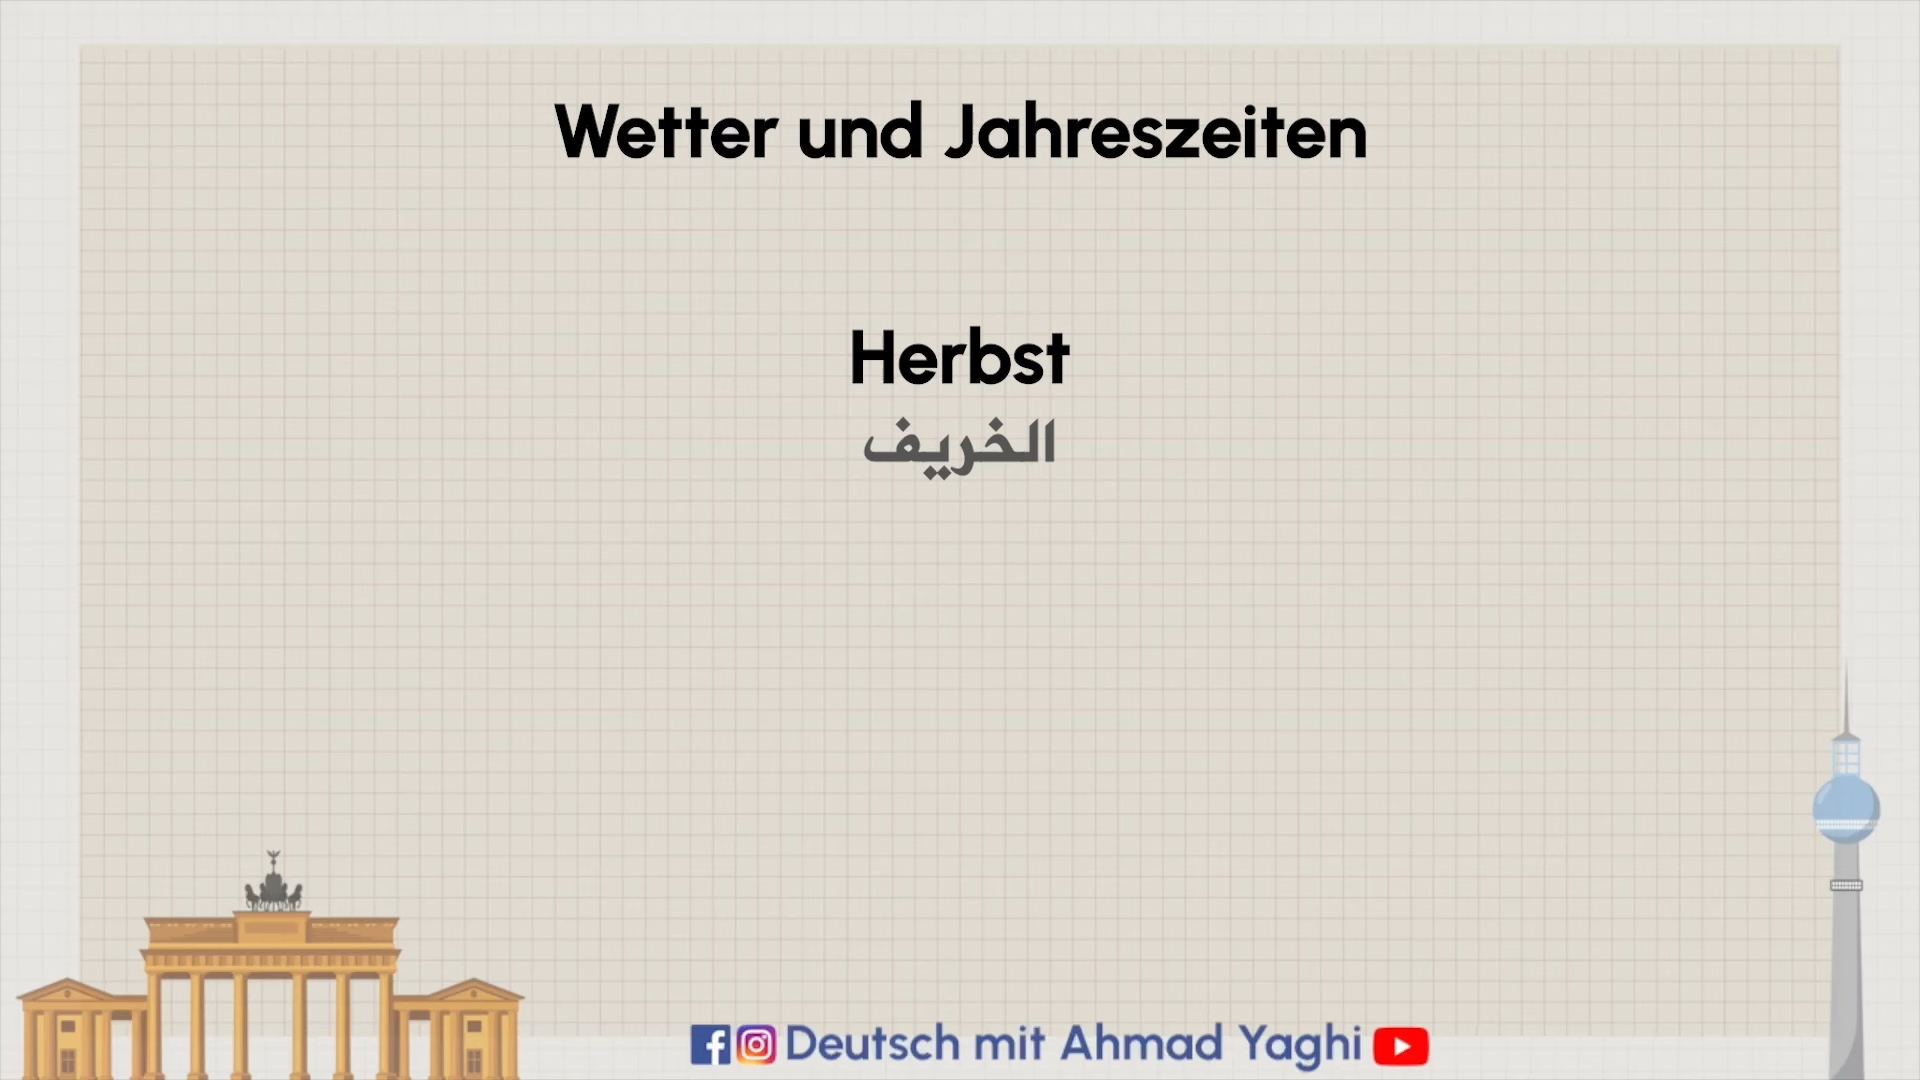 Wetter und Jahreszeiten
Herbst
الخريف
Deutsch mit Ahmad Yaghi